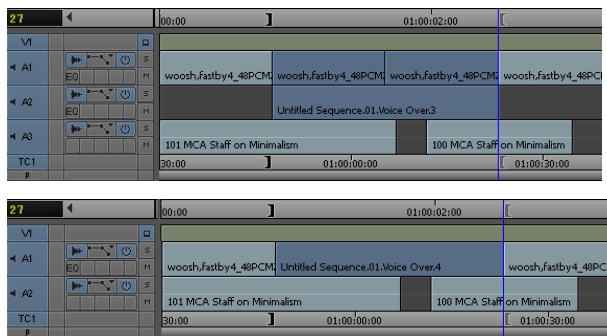 27
00:00 ] 01:00:02:00 [
V1
A1 S
EQ M woosh,fastby4_48PCM woosh,fastby4_48PCM woosh,fastby4_48PCM woosh,fastby4_48PCI
A2 S
EQ M Untitled Sequence.01.Voice Over.3
A3 S
M 101 MCA Staff on Minimalism 100 MCA Staff on Minimalism
TC1 30:00 ] 01:00:00:00 [ 01:00:30:00
27
00:00 ] 01:00:02:00 [
V1
A1 S
EQ M woosh,fastby4_48PCM Untitled Sequence.01.Voice Over.4 woosh,fastby4_48PC
A2 S
M 101 MCA Staff on Minimalism 100 MCA Staff on Minimalism
TC1 30:00 ] 01:00:00:00 [ 01:00:30:00